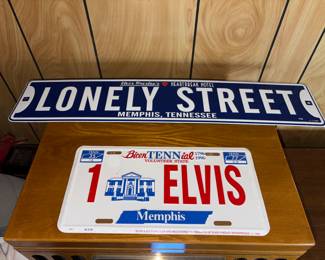 Elvis Presley's HEARTBREAK HOTEL
LONELY STREET
MEMPHIS, TENNESSEE
BicenTENNial 1796
VOLUNTEER STATE 1996
1 ELVIS
Memphis